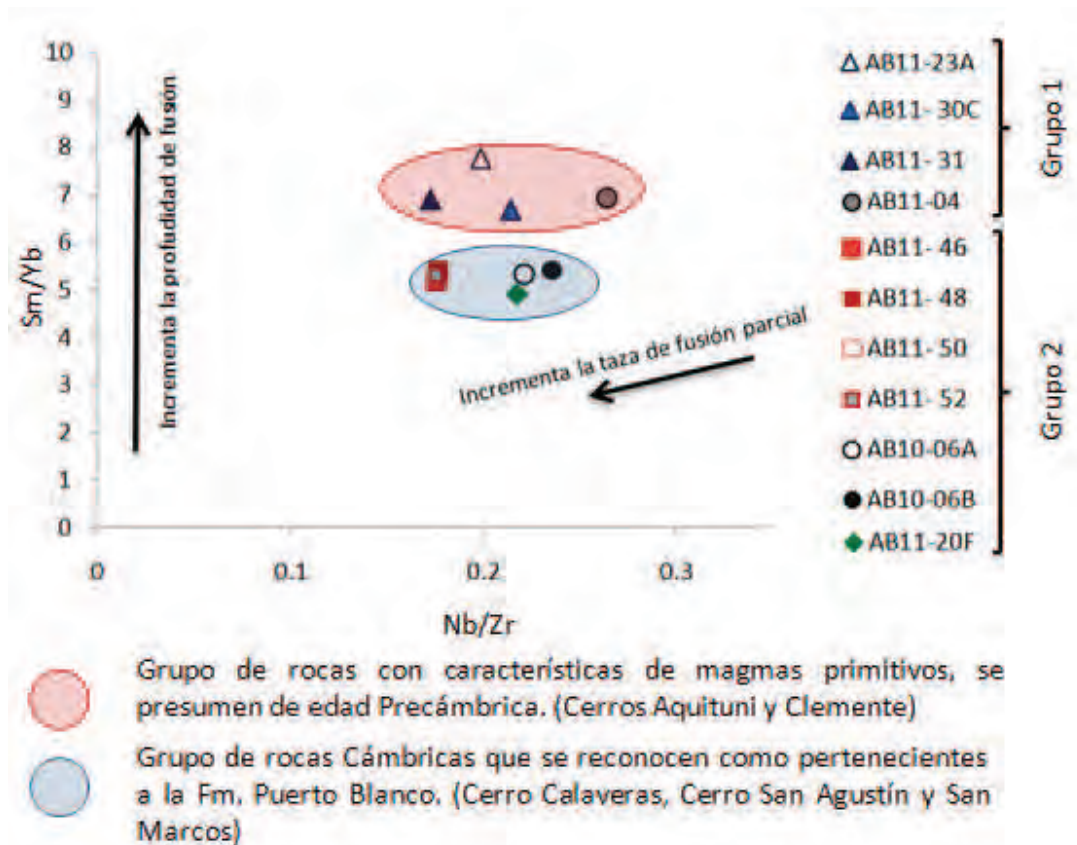 10
9
8
7
6
5
4
3
2
1
0
Sm/Yb
Incrementa la profudidad de fusión
Incrementa la taza de fusión parcial
0
0.1
0.2
0.3
Nb/Zr
AB11-23A
AB11- 30C
AB11- 31
AB11-04
AB11- 46
AB11- 48
AB11- 50
AB11- 52
AB10-06A
AB10-06B
AB11-20F
Grupo 1
Grupo 2
Grupo de rocas con características de magmas primitivos, se
presumen de edad Precámbrica. (Cerros Aquituni y Clemente)
Grupo de rocas Cámbricas que se reconocen como pertenecientes
a la Fm. Puerto Blanco. (Cerro Calaveras, Cerro San Agustín y San
Marcos)